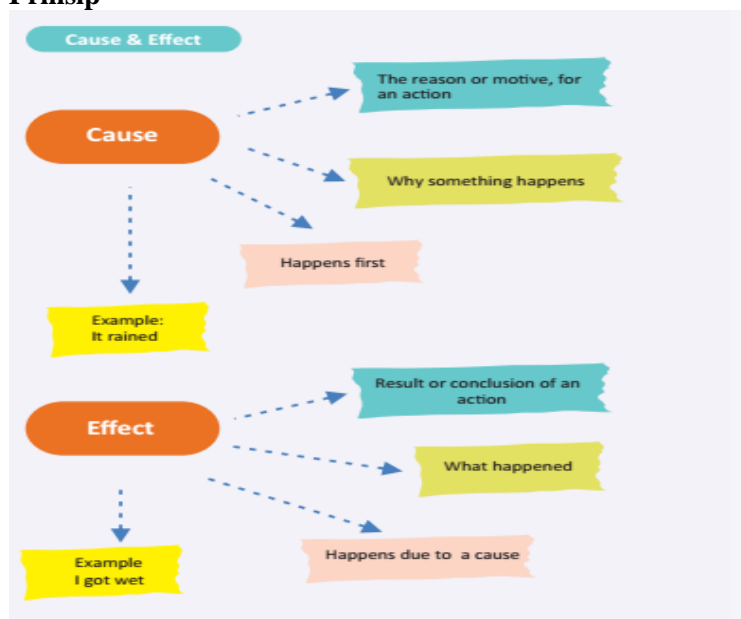 Prinsip
Cause & Effect
The reason or motive, for
an action
Cause
Why something happens
Happens first
Example:
It rained
Result or conclusion of an
action
Effect
What happened
Happens due to a cause
Example
I got wet